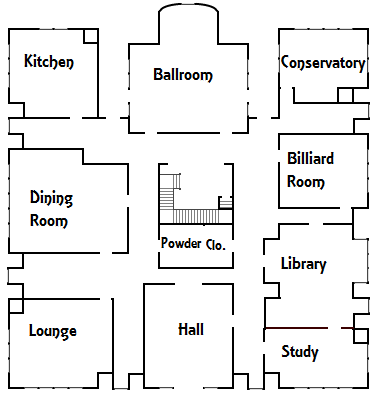 Kitchen
Ballroom
Conservatory
Billiard
Room
Dining
Room
Powder Clo.
Library
Lounge
Hall
Study